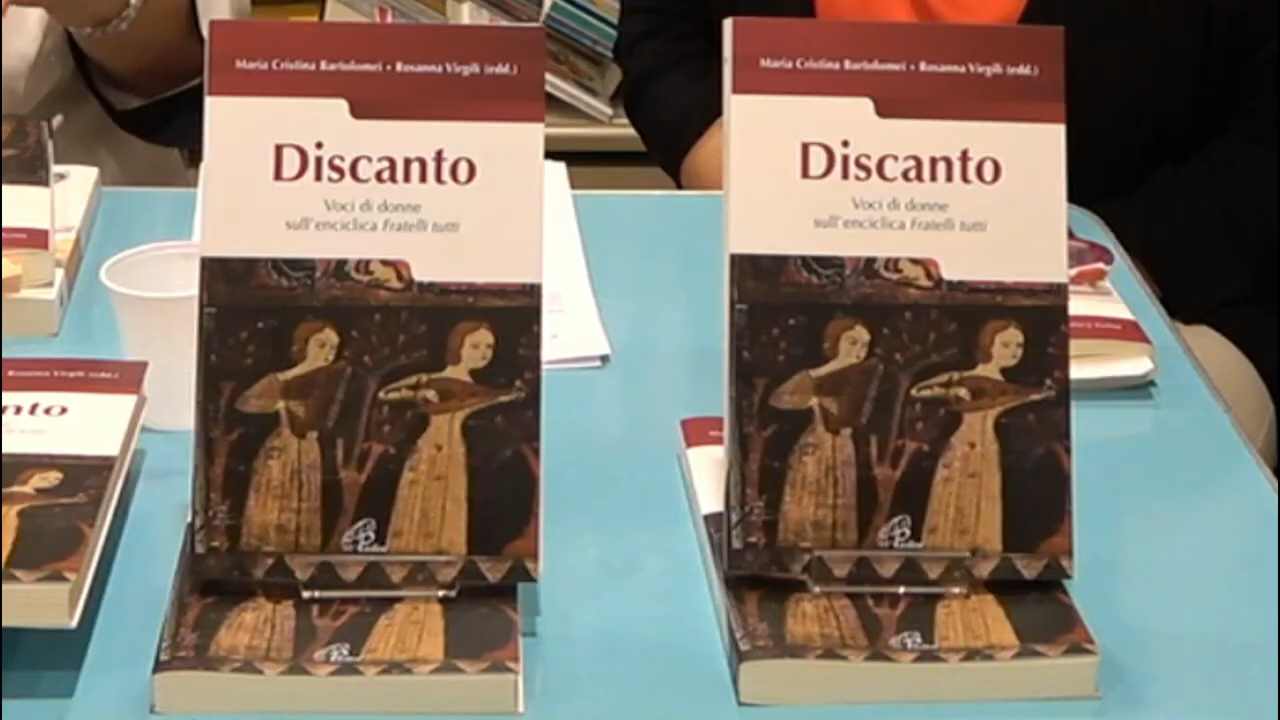 Maria Cristina Bartolomei • Rosanna Virgili (edd.)
Discanto
Voci di donne
sull'enciclica Fratelli tutti
Maria Cristina Bartolomei • Rosanna Virgili (edd.)
Discanto
Voci di donne
sull'enciclica Fratelli tutti
Rosanna Virgili (edd.)
nto